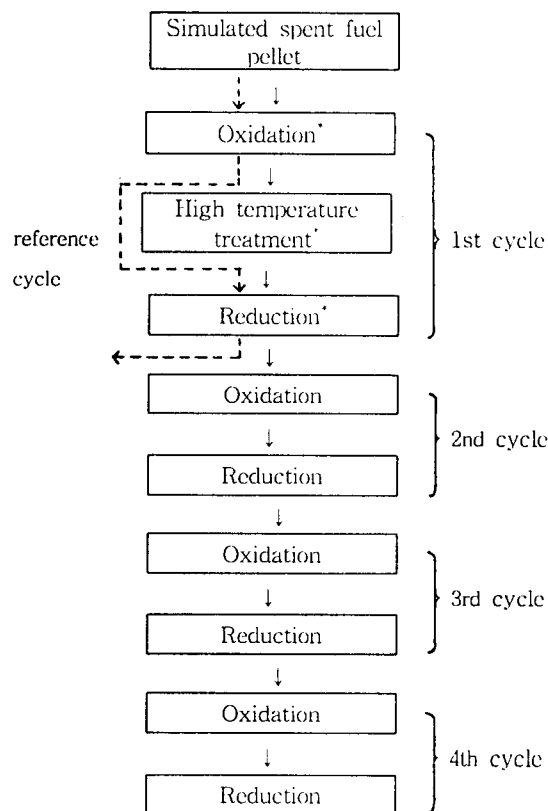 Simulated spent fuel
pellet
Oxidation*
High temperature
treatment*
reference
cycle
1st cycle
Reduction*
Oxidation
2nd cycle
Reduction
Oxidation
3rd cycle
Reduction
Oxidation
4th cycle
Reduction